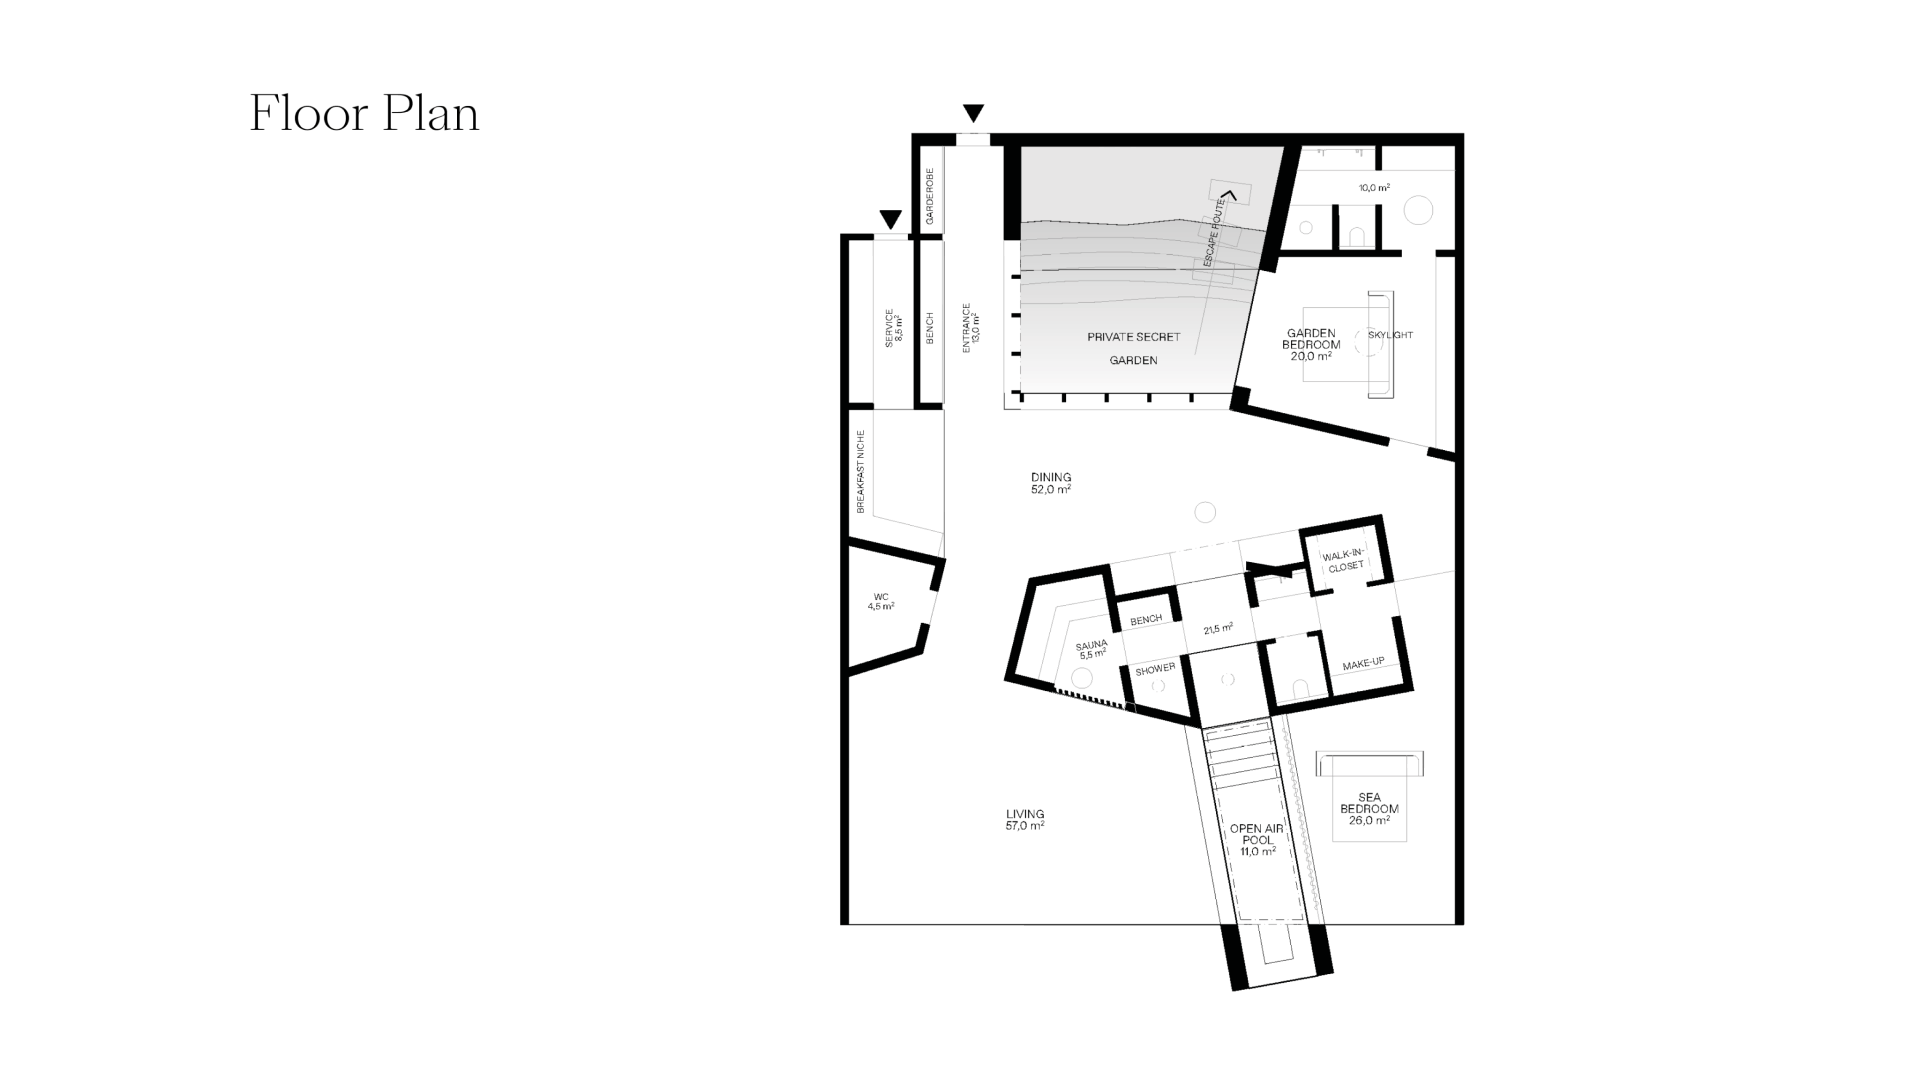 Floor Plan
GARDEROBE
10,0 m²
ESCAPE ROUTE
SERVICE
8,5 m²
BENCH
ENTRANCE
13,0 m²
PRIVATE SECRET
GARDEN
GARDEN
BEDROOM
20,0 m²
SKYLIGHT
BREAKFAST NICHE
DINING
52,0 m²
WALK-IN-
CLOSET
WC
4,5 m²
BENCH
21,5 m²
SAUNA
5,5 m²
SHOWER
MAKE-UP
LIVING
57,0 m²
OPEN AIR
POOL
11,0 m²
SEA
BEDROOM
26,0 m²